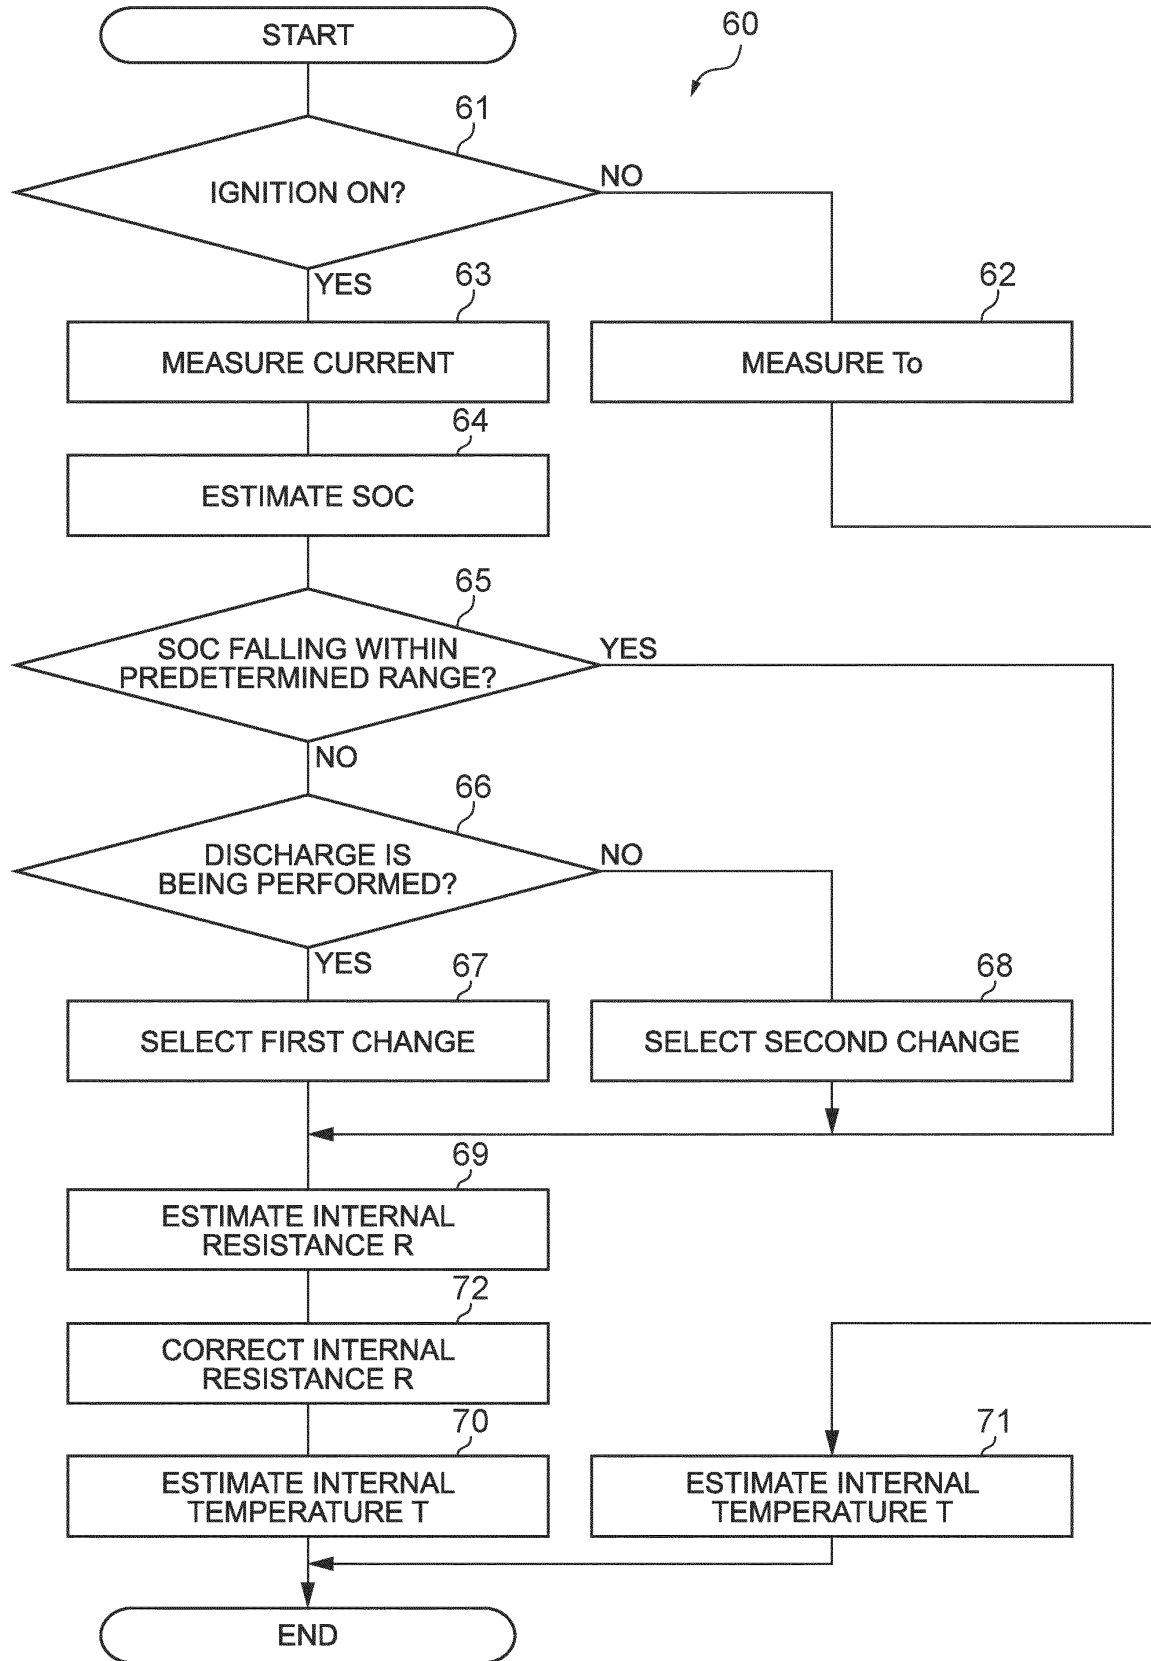 START
60
61
IGNITION ON?
NO
YES
63
MEASURE CURRENT
62
MEASURE To
64
ESTIMATE SOC
65
SOC FALLING WITHIN
PREDETERMINED RANGE?
YES
NO
66
DISCHARGE IS
BEING PERFORMED?
NO
YES
67
SELECT FIRST CHANGE
68
SELECT SECOND CHANGE
69
ESTIMATE INTERNAL
RESISTANCE R
72
CORRECT INTERNAL
RESISTANCE R
70
ESTIMATE INTERNAL
TEMPERATURE T
71
ESTIMATE INTERNAL
TEMPERATURE T
END